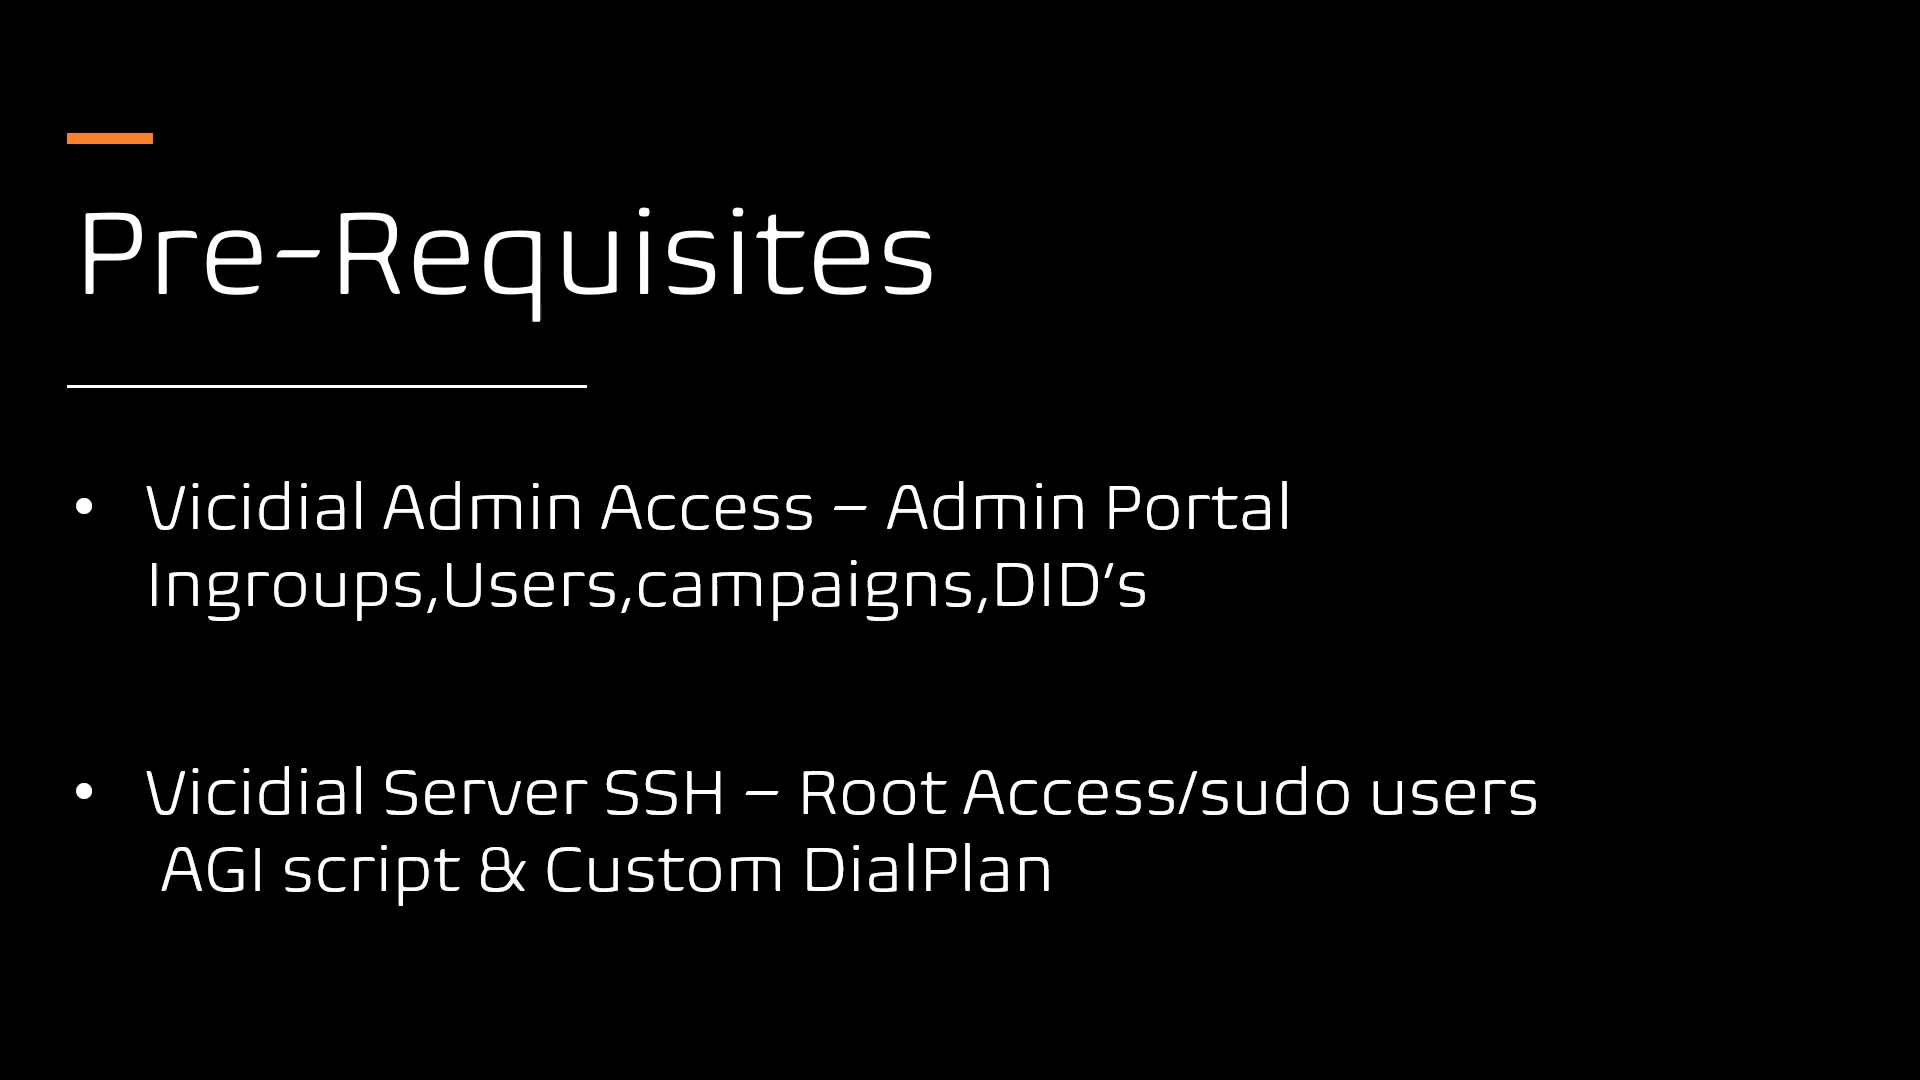 Pre-Requisites
• Vicidial Admin Access – Admin Portal
Ingroups,Users,campaigns,DID’s
• Vicidial Server SSH – Root Access/sudo users
AGI script & Custom DialPlan